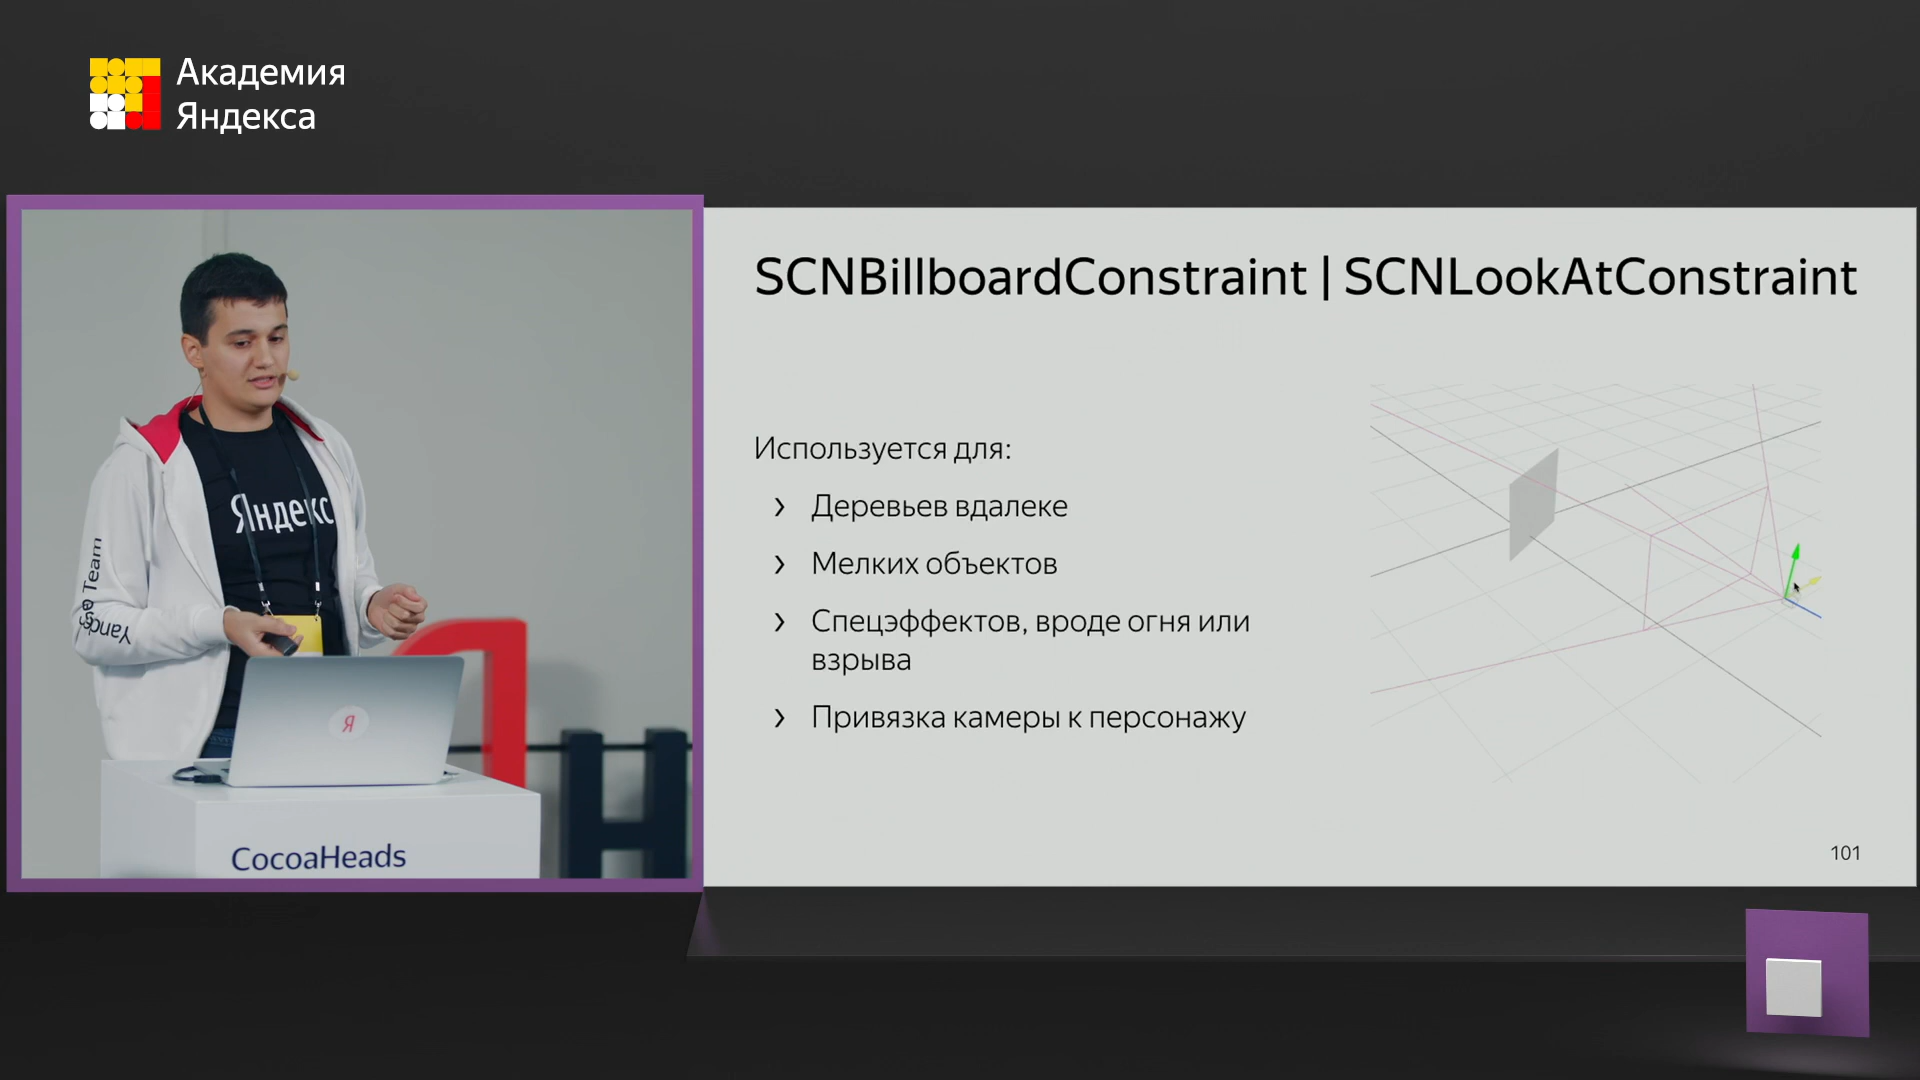 Академия
Яндекса
SCNBillboardConstraint | SCNLookAtConstraint
Используется для:
› Деревьев вдалеке
› Мелких объектов
› Спецэффектов, вроде огня или
взрыва
› Привязка камеры к персонажу
101
Яндекс
Team
Я
Н
CocoaHeads